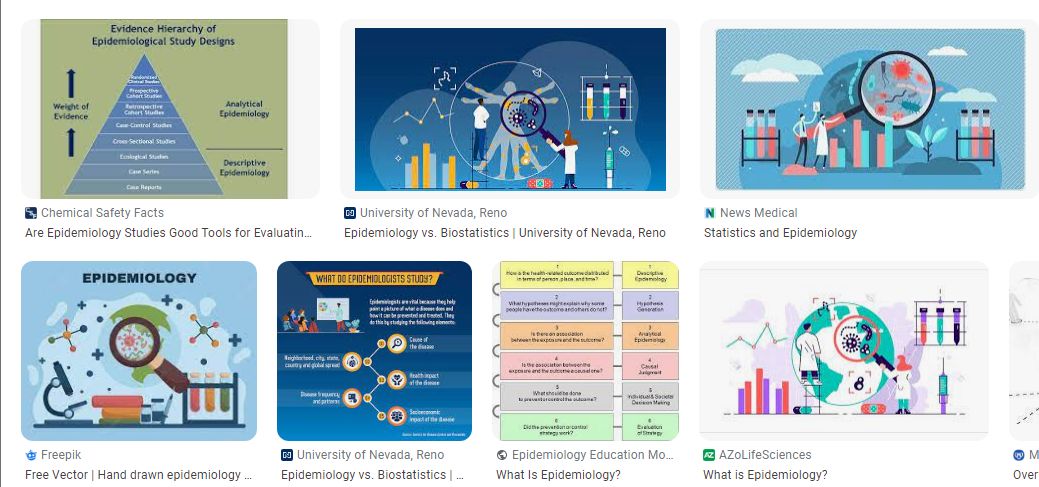 Evidence Hierarchy of
Epidemiological Study Designs
Weight of
Evidence
Randomized
Clinical Studies
Prospective
Cohort Studies
Retrospective
Cohort Studies
Case-Control Studies
Cross-Sectional Studies
Ecological Studies
Case Series
Case Reports
Analytical
Epidemiology
Descriptive
Epidemiology
Chemical Safety Facts
Are Epidemiology Studies Good Tools for Evaluatin...
University of Nevada, Reno
Epidemiology vs. Biostatistics | University of Nevada, Reno
News Medical
Statistics and Epidemiology
EPIDEMIOLOGY
Freepik
Free Vector | Hand drawn epidemiology ...
WHAT DO EPIDEMIOLOGISTS STUDY?
Epidemiologists are vital because they help
paint a picture of what a disease does and
how it can be prevented and treated. They
do this by studying the following elements:
Cause of
the disease
Neighborhood, city, state,
country and global spread
Health impact
of the disease
Disease frequency
and patterns
Socioeconomic
impact of the disease
University of Nevada, Reno
Epidemiology vs. Biostatistics | ...
1
How is the health-related outcome distributed
in terms of person, place, and time?
1
Descriptive
Epidemiology
2
What hypotheses might explain why some
people have the outcome and others do not?
2
Hypothesis
Generation
3
Is there an association
between the exposure and the outcome?
3
Analytical
Epidemiology
4
Is the association between the
exposure and the outcome a causal one?
4
Causal
Judgment
5
What should be done
to prevent or control the outcome?
5
Individual & Societal
Decision Making
6
Did the prevention or control
strategy work?
6
Evaluation
of Strategy
Epidemiology Education Mo...
What Is Epidemiology?
AZoLifeSciences
What is Epidemiology?
M
Over